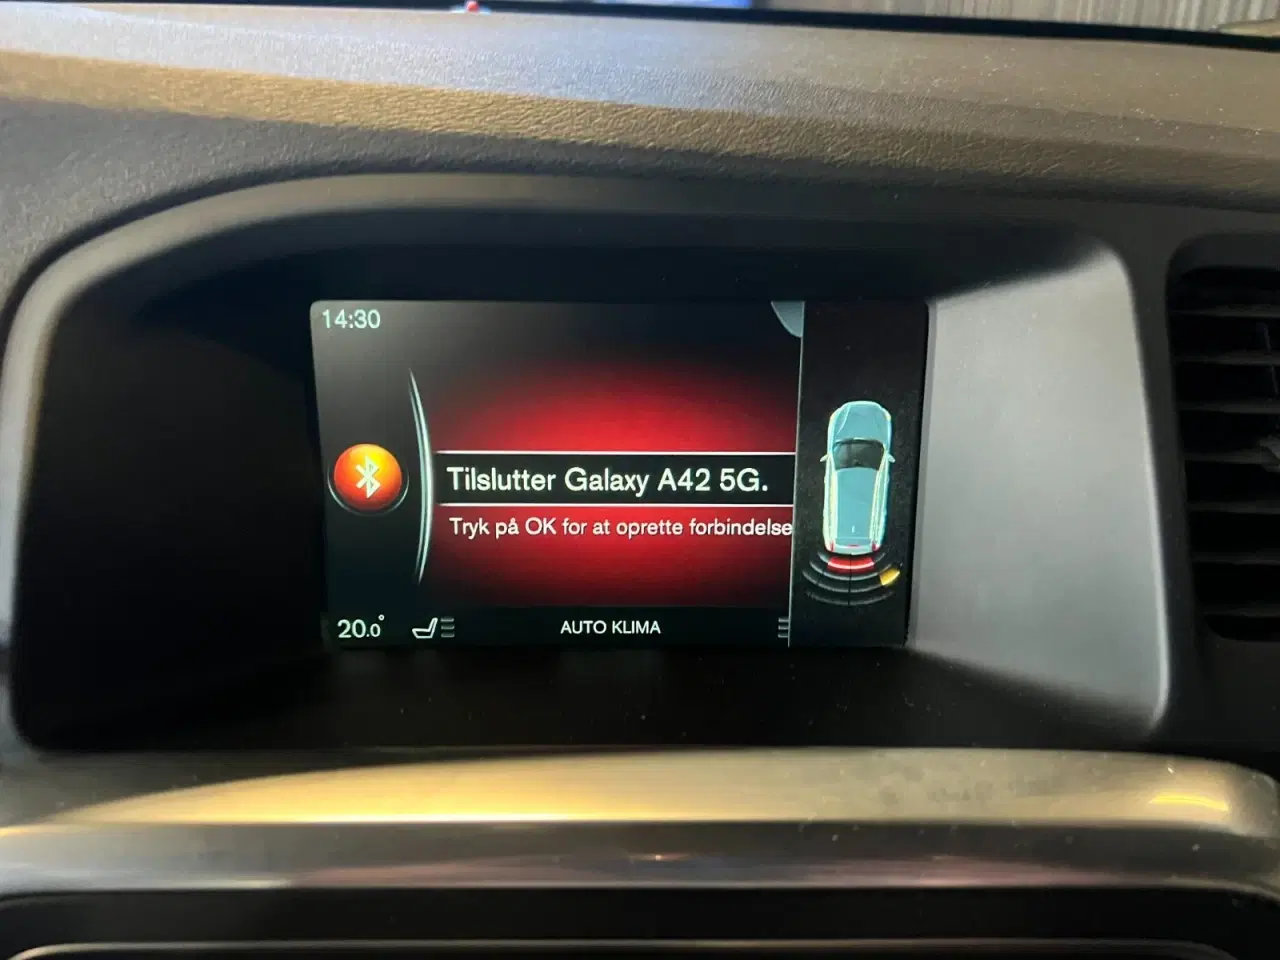 14:30
Tilslutter Galaxy A42 5G.
Tryk på OK for at oprette forbindelse
20.0°
AUTO KLIMA